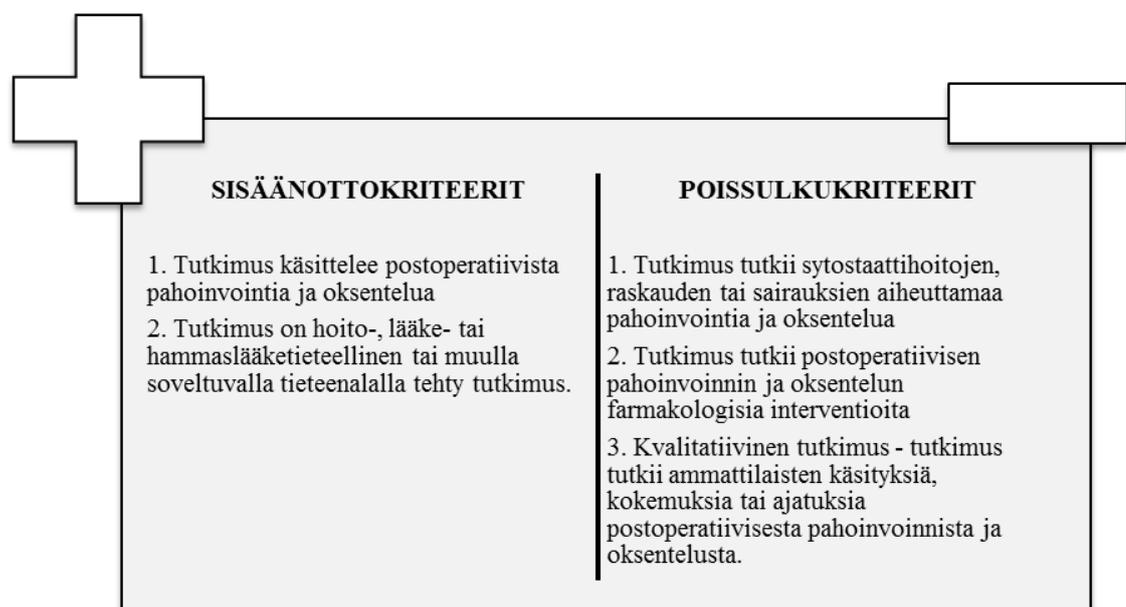 SISÄÄNOTTOKRITEERIT
1. Tutkimus käsittelee postoperatiivista
pahoinvointia ja oksentelua
2. Tutkimus on hoito-, lääke- tai
hammaslääketieteellinen tai muulla
soveltuvalla tieteenalalla tehty tutkimus.
POISSULKUKRITEERIT
1. Tutkimus tutkii sytostaattihoitojen,
raskauden tai sairauksien aiheuttamaa
pahoinvointia ja oksentelua
2. Tutkimus tutkii postoperatiivisen
pahoinvoinnin ja oksentelun
farmakologisia interventioita
3. Kvalitatiivinen tutkimus - tutkimus
tutkii ammattilaisten käsityksiä,
kokemuksia tai ajatuksia
postoperatiivisesta pahoinvoinnista ja
oksentelusta.